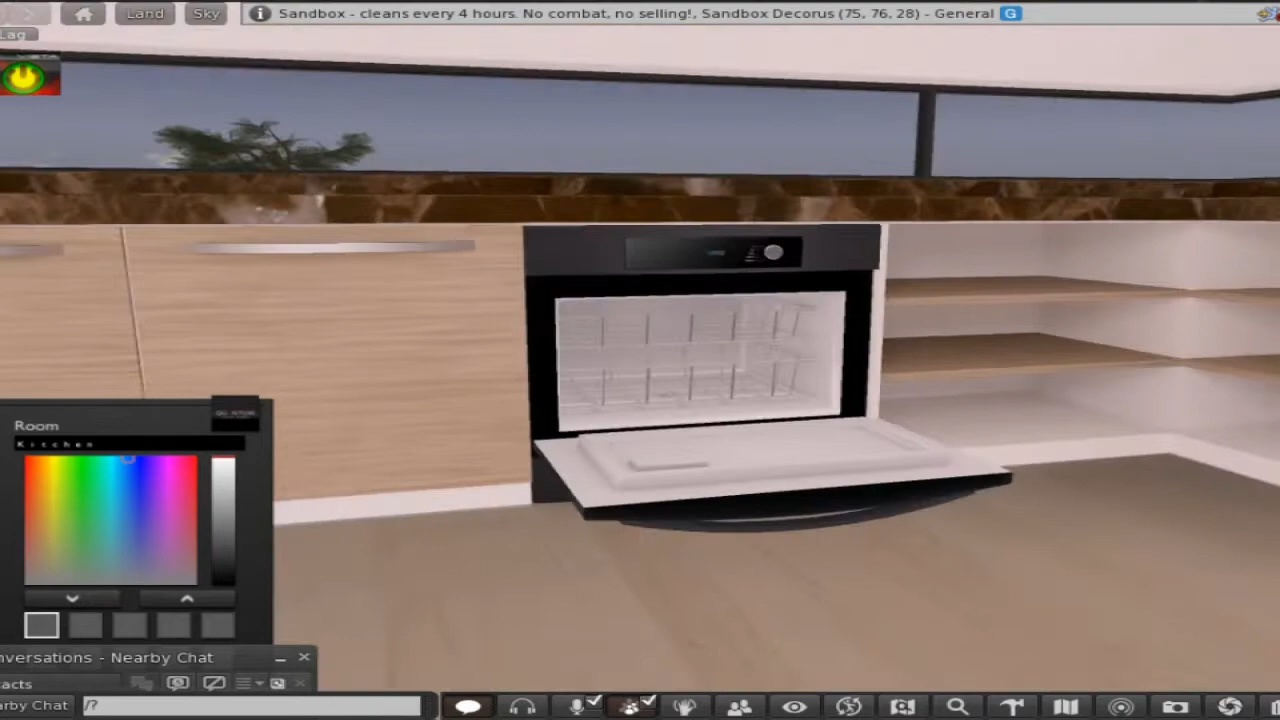 Land Sky Sandbox - cleans every 4 hours. No combat, no selling!, Sandbox Decorus (75, 76, 28) - General G
Lag
Room
Kitchen
nversations - Nearby Chat
acts
arby Chat /?